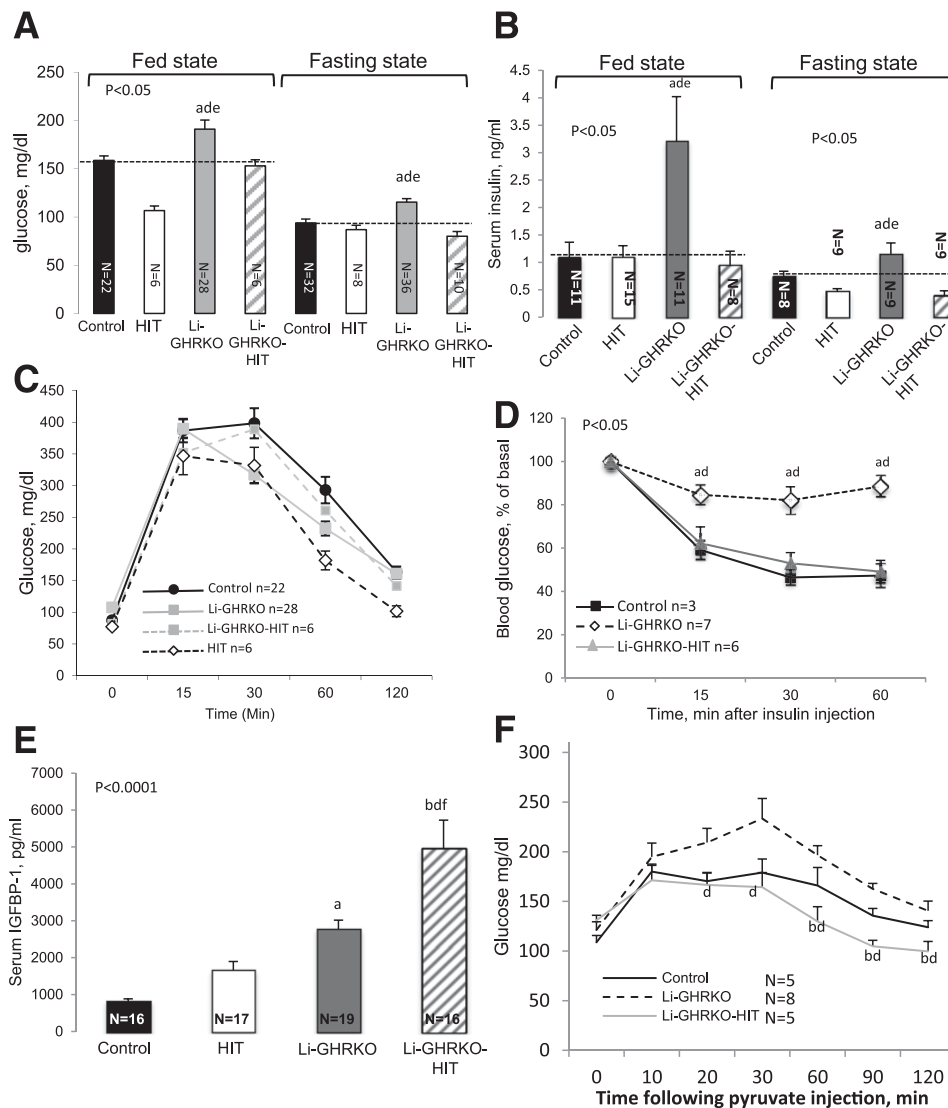 A
Fed state
Fasting state
P<0.05
ade
ade
glucose, mg/dl
250
200
150
100
50
0
N=22
N=6
N=28
N=6
N=32
N=8
N=36
N=10
Control
HIT
Li-
GHRKO
Li-
GHRKO-
HIT
Control
HIT
Li-
GHRKO
Li-
GHRKO-
HIT
B
Fed state
Fasting state
P<0.05
P<0.05
ade
ade
Serum insulin, ng/ml
4.5
4
3.5
3
2.5
2
1.5
1
0.5
0
N=11
N=15
N=11
N=8
N=8
N=9
N=9
N=9
Control
HIT
Li-GHRKO
Li-GHRKO-
HIT
Control
HIT
Li-GHRKO
Li-GHRKO-
HIT
C
Glucose, mg/dl
450
400
350
300
250
200
150
100
50
0
Control n=22
Li-GHRKO n=28
Li-GHRKO-HIT n=6
HIT n=6
0
15
30
60
120
Time (Min)
D
P<0.05
Blood glucose, % of basal
120
100
80
60
40
20
0
ad
ad
ad
Control n=3
Li-GHRKO n=7
Li-GHRKO-HIT n=6
0
15
30
60
Time, min after insulin injection
E
P<0.0001
Serum IGFBP-1, pg/ml
7000
6000
5000
4000
3000
2000
1000
0
a
bdf
N=16
N=17
N=19
N=16
Control
HIT
Li-GHRKO
Li-GHRKO-
HIT
F
Glucose mg/dl
300
250
200
150
100
50
0
d
d
bd
bd
bd
Control N=5
Li-GHRKO N=8
Li-GHRKO-HIT N=5
0
10
20
30
60
90
120
Time following pyruvate injection, min